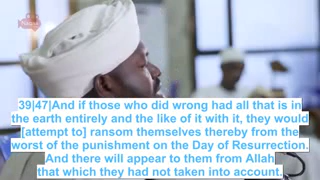 39|47|And if those who did wrong had all that is in
the earth entirely and the like of it with it, they would
[attempt to] ransom themselves thereby from the
worst of the punishment on the Day of Resurrection.
And there will appear to them from Allah
that which they had not taken into account.